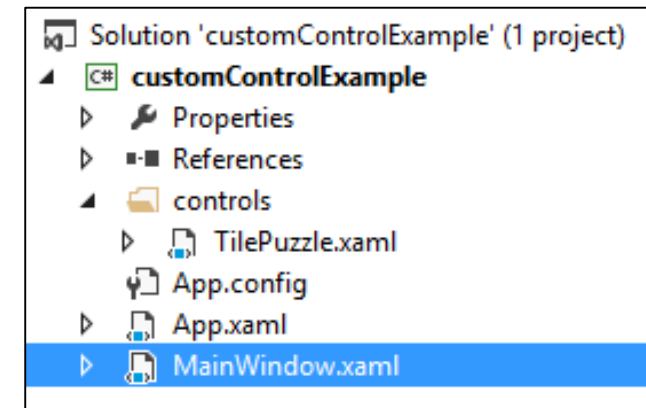 Solution 'customControlExample' (1 project)
C# customControlExample
Properties
References
controls
TilePuzzle.xaml
App.config
App.xaml
MainWindow.xaml